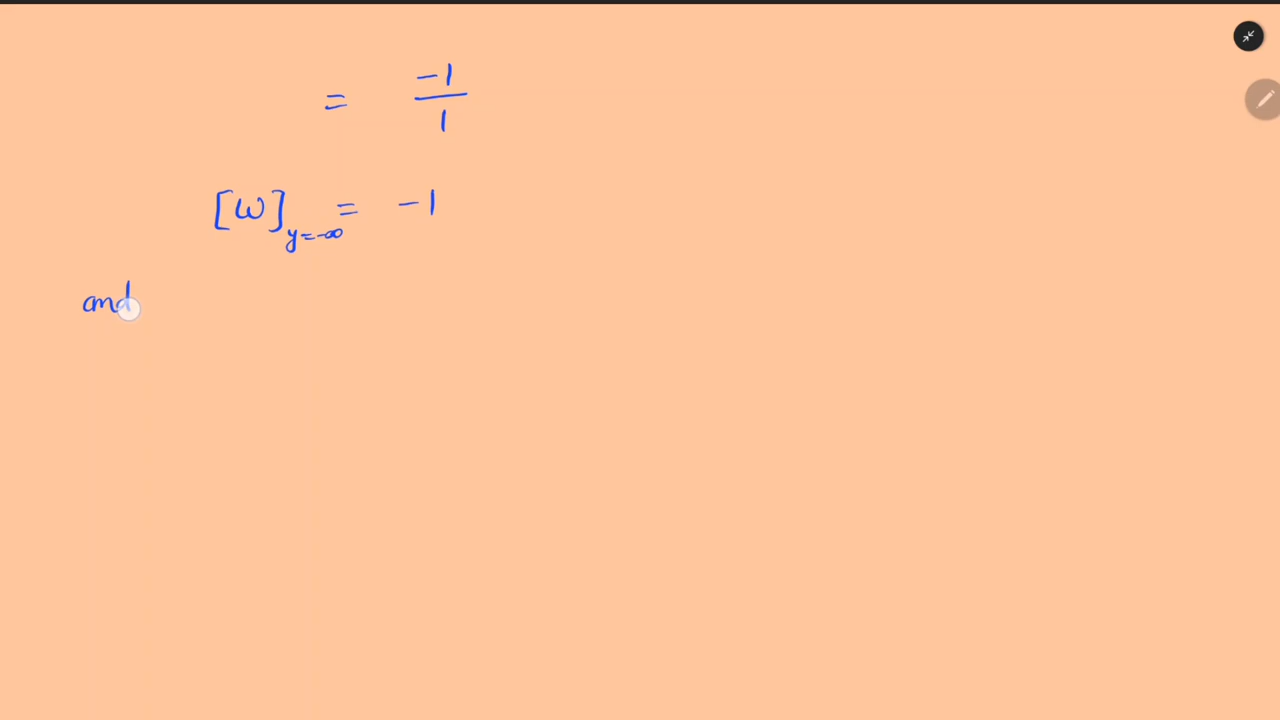 = -1/1
[ω]y=-∞ = -1
and